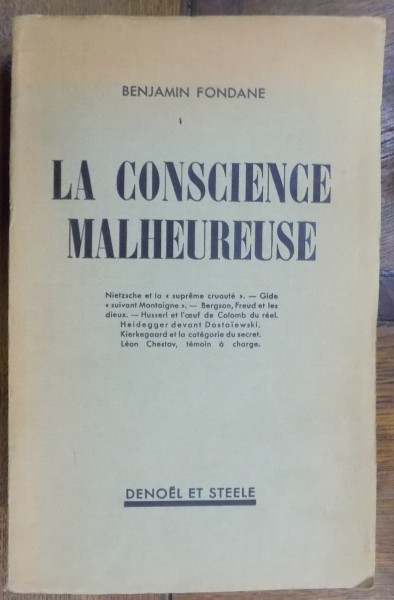 BENJAMIN FONDANE
LA CONSCIENCE
MALHEUREUSE
Nietzsche et la « suprême cruauté ». — Gide
« suivant Montaigne ». — Bergson, Freud et les
dieux. — Husserl et l'œuf de Colomb du réel.
Heidegger devant Dostoïewski.
Kierkegaard et la catégorie du secret.
Léon Chestov, témoin à charge.
DENOËL ET STEELE